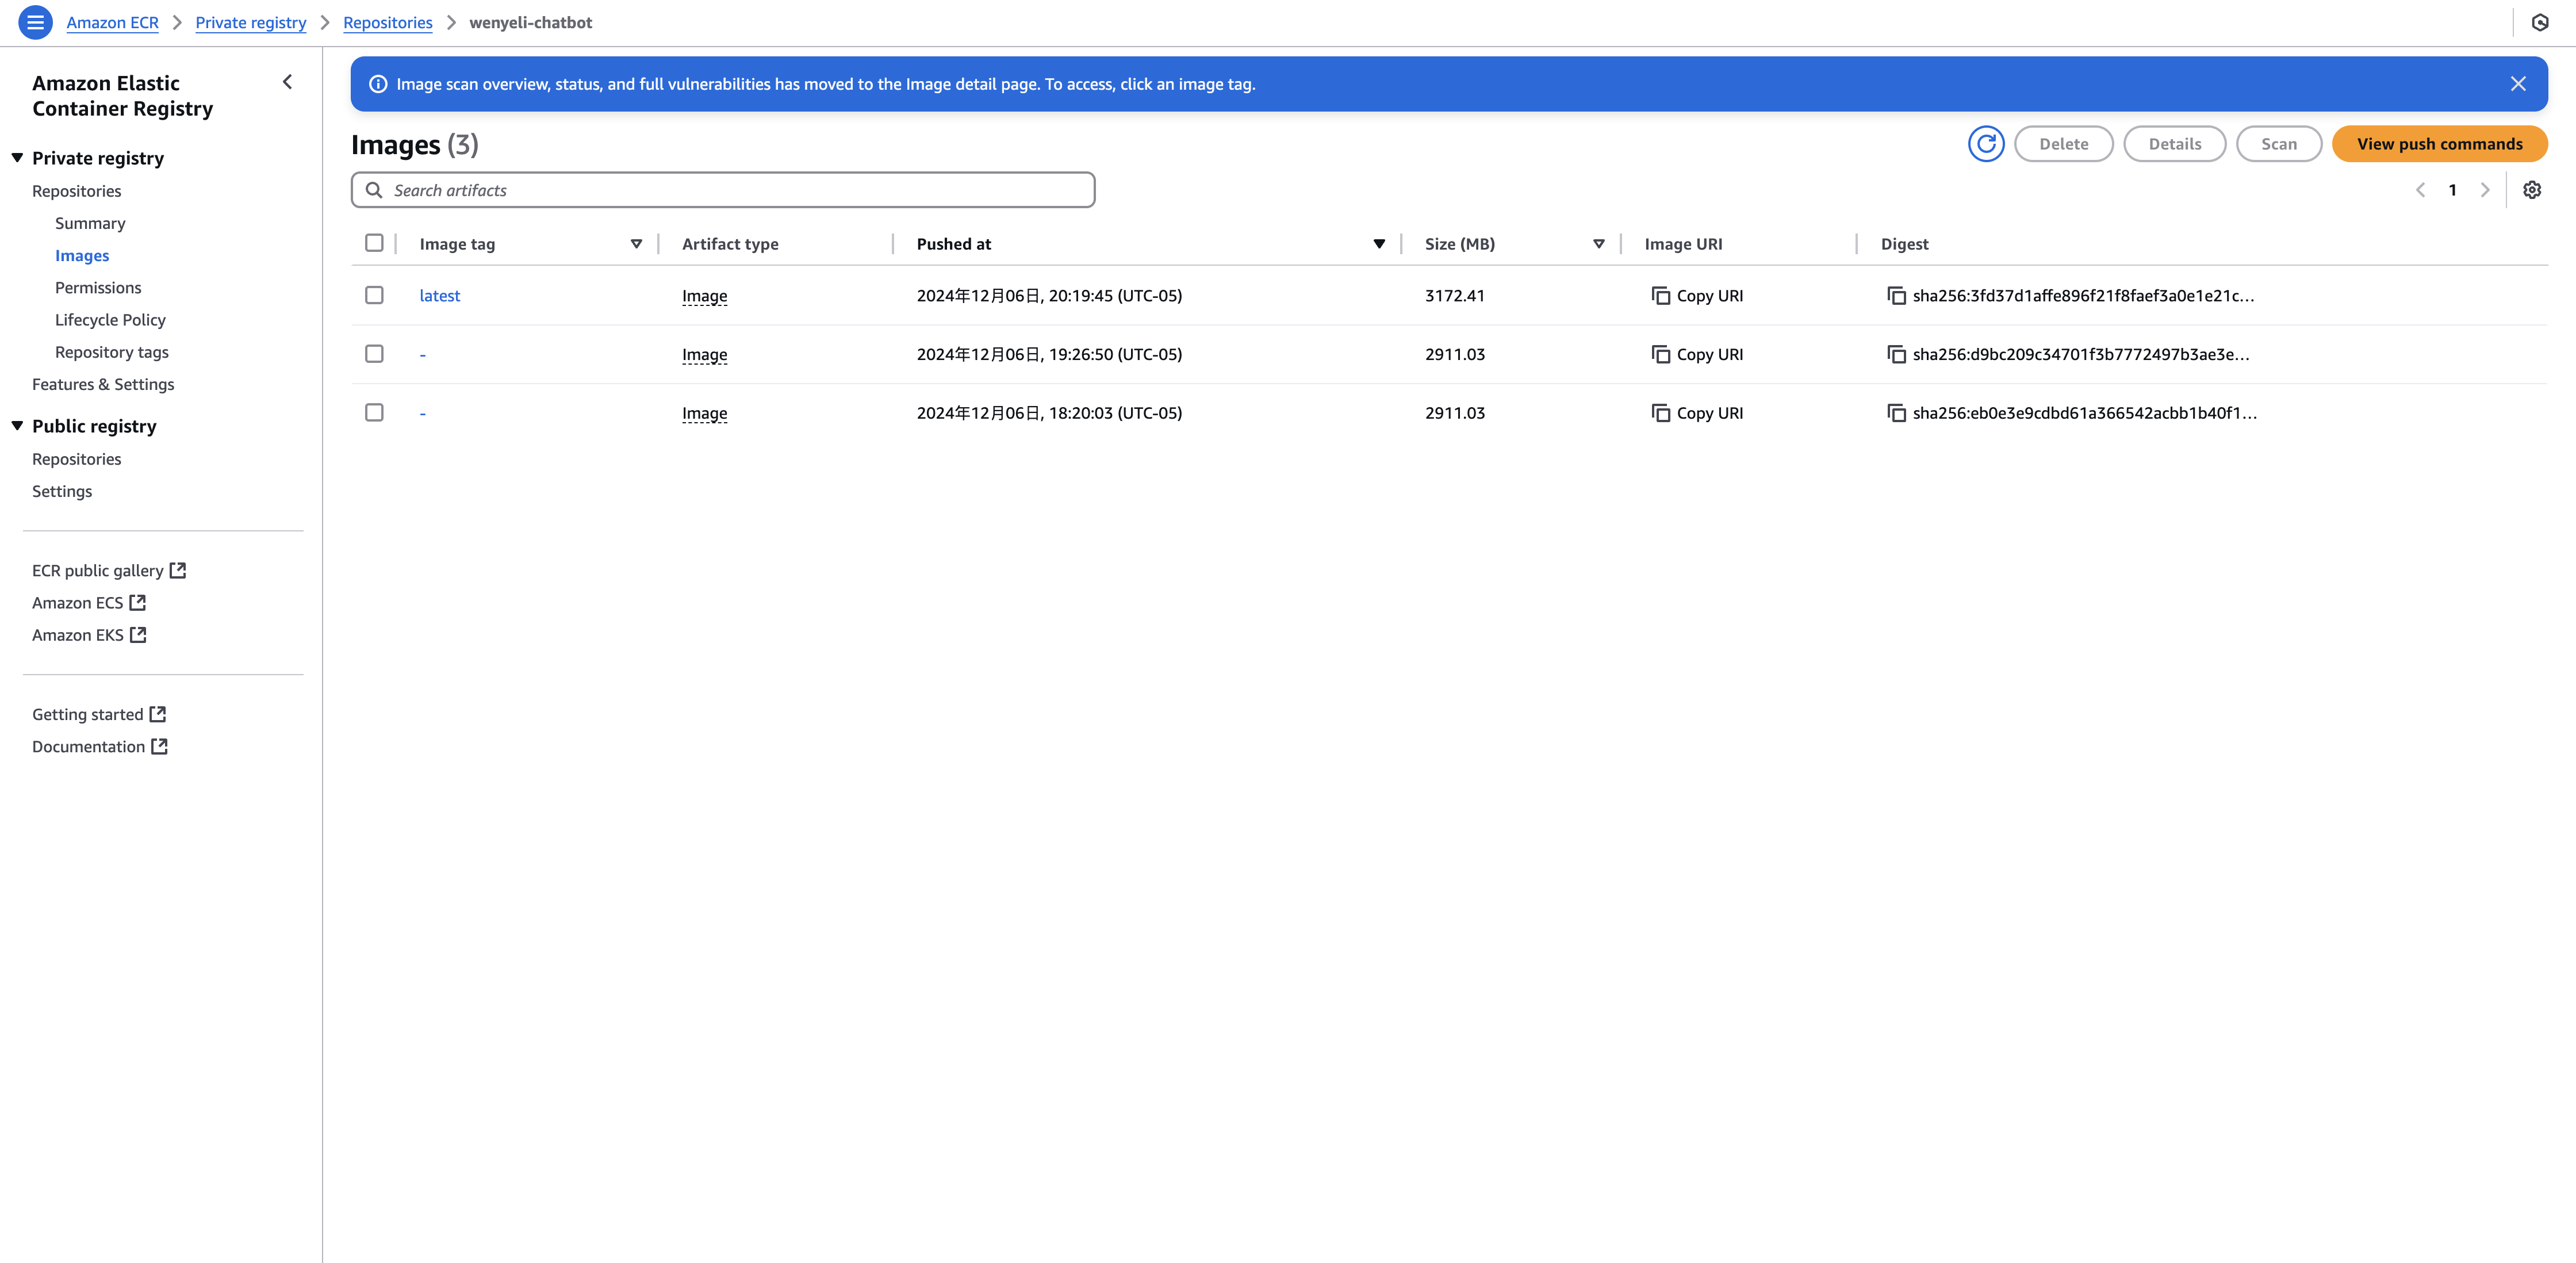 Amazon ECR > Private registry > Repositories > wenyeli-chatbot
Amazon Elastic
Container Registry
Private registry
Repositories
Summary
Images
Permissions
Lifecycle Policy
Repository tags
Features & Settings
Public registry
Repositories
Settings
ECR public gallery
Amazon ECS
Amazon EKS
Getting started
Documentation
Image scan overview, status, and full vulnerabilities has moved to the Image detail page. To access, click an image tag.
Images (3)
Delete Details Scan View push commands
Search artifacts
1
Image tag Artifact type Pushed at Size (MB) Image URI Digest
latest Image 2024年12月06日, 20:19:45 (UTC-05) 3172.41 Copy URI sha256:3fd37d1affe896f21f8faef3a0e1e21c...
- Image 2024年12月06日, 19:26:50 (UTC-05) 2911.03 Copy URI sha256:d9bc209c34701f3b7772497b3ae3e...
- Image 2024年12月06日, 18:20:03 (UTC-05) 2911.03 Copy URI sha256:eb0e3e9cdbd61a366542acbb1b40f1...